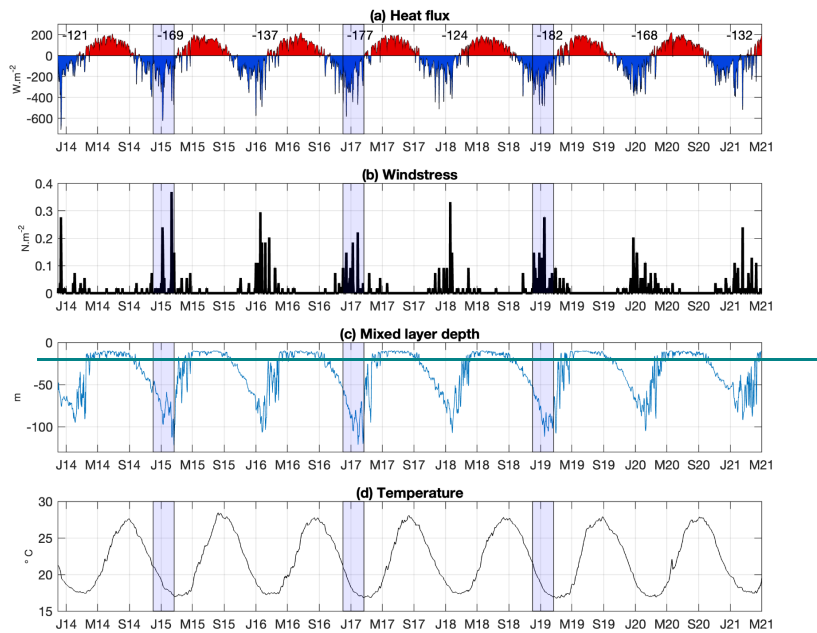 (a) Heat flux
-121 -169 -137 -177 -124 -182 -168 -132
200
0
-200
-400
-600
W.m-2
J14 M14 S14 J15 M15 S15 J16 M16 S16 J17 M17 S17 J18 M18 S18 J19 M19 S19 J20 M20 S20 J21 M21
(b) Windstress
0.4
0.3
0.2
0.1
0
N.m-2
J14 M14 S14 J15 M15 S15 J16 M16 S16 J17 M17 S17 J18 M18 S18 J19 M19 S19 J20 M20 S20 J21 M21
(c) Mixed layer depth
0
-50
-100
m
J14 M14 S14 J15 M15 S15 J16 M16 S16 J17 M17 S17 J18 M18 S18 J19 M19 S19 J20 M20 S20 J21 M21
(d) Temperature
30
25
20
15
° C
J14 M14 S14 J15 M15 S15 J16 M16 S16 J17 M17 S17 J18 M18 S18 J19 M19 S19 J20 M20 S20 J21 M21